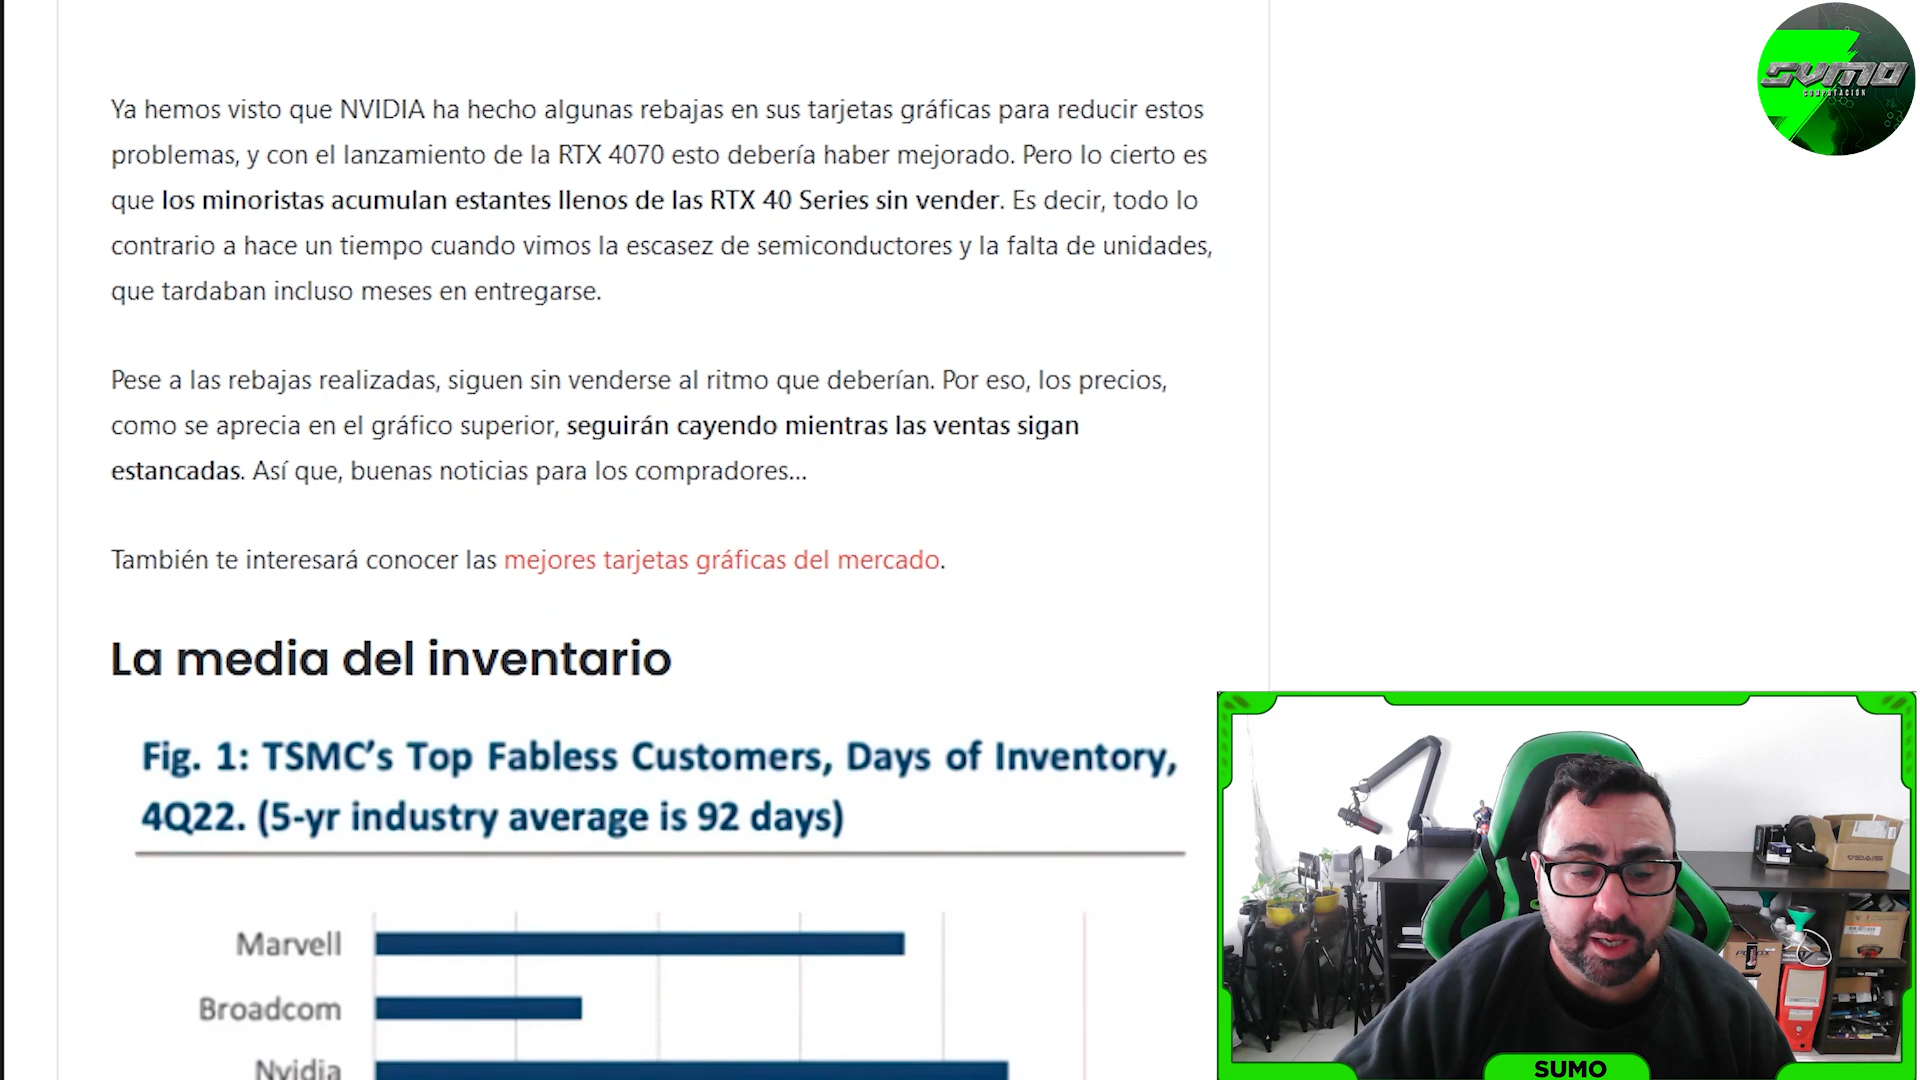 SUMO
COMPUTACIÓN
Ya hemos visto que NVIDIA ha hecho algunas rebajas en sus tarjetas gráficas para reducir estos
problemas, y con el lanzamiento de la RTX 4070 esto debería haber mejorado. Pero lo cierto es
que los minoristas acumulan estantes llenos de las RTX 40 Series sin vender. Es decir, todo lo
contrario a hace un tiempo cuando vimos la escasez de semiconductores y la falta de unidades,
que tardaban incluso meses en entregarse.
Pese a las rebajas realizadas, siguen sin venderse al ritmo que deberían. Por eso, los precios,
como se aprecia en el gráfico superior, seguirán cayendo mientras las ventas sigan
estancadas. Así que, buenas noticias para los compradores...
También te interesará conocer las mejores tarjetas gráficas del mercado.
La media del inventario
Fig. 1: TSMC’s Top Fabless Customers, Days of Inventory,
4Q22. (5-yr industry average is 92 days)
Marvell
Broadcom
Nvidia
SUMO